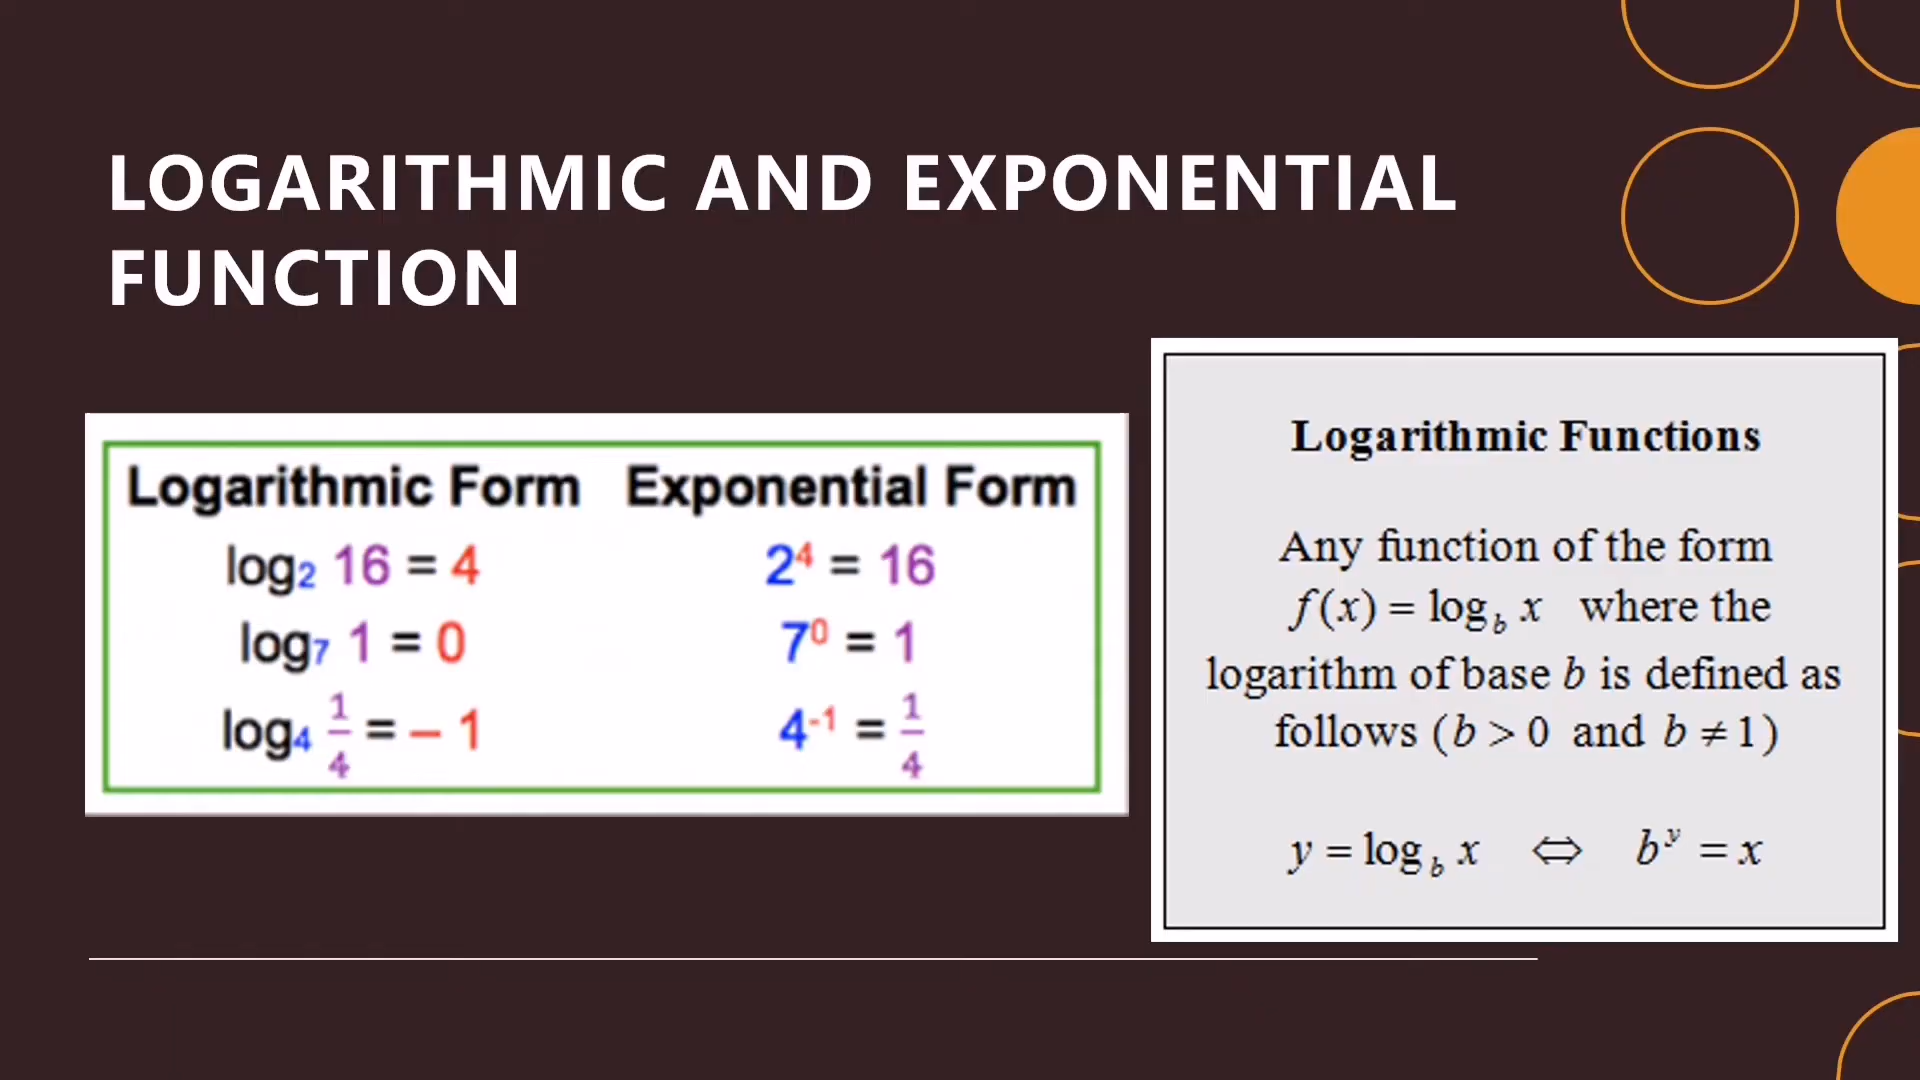 LOGARITHMIC AND EXPONENTIAL
FUNCTION
Logarithmic Form Exponential Form
log₂ 16 = 4 2⁴ = 16
log₇ 1 = 0 7⁰ = 1
log₄ 1/4 = – 1 4⁻¹ = 1/4
Logarithmic Functions
Any function of the form
f(x) = log_b x where the
logarithm of base b is defined as
follows (b > 0 and b ≠ 1)
y = log_b x ⇔ b^y = x